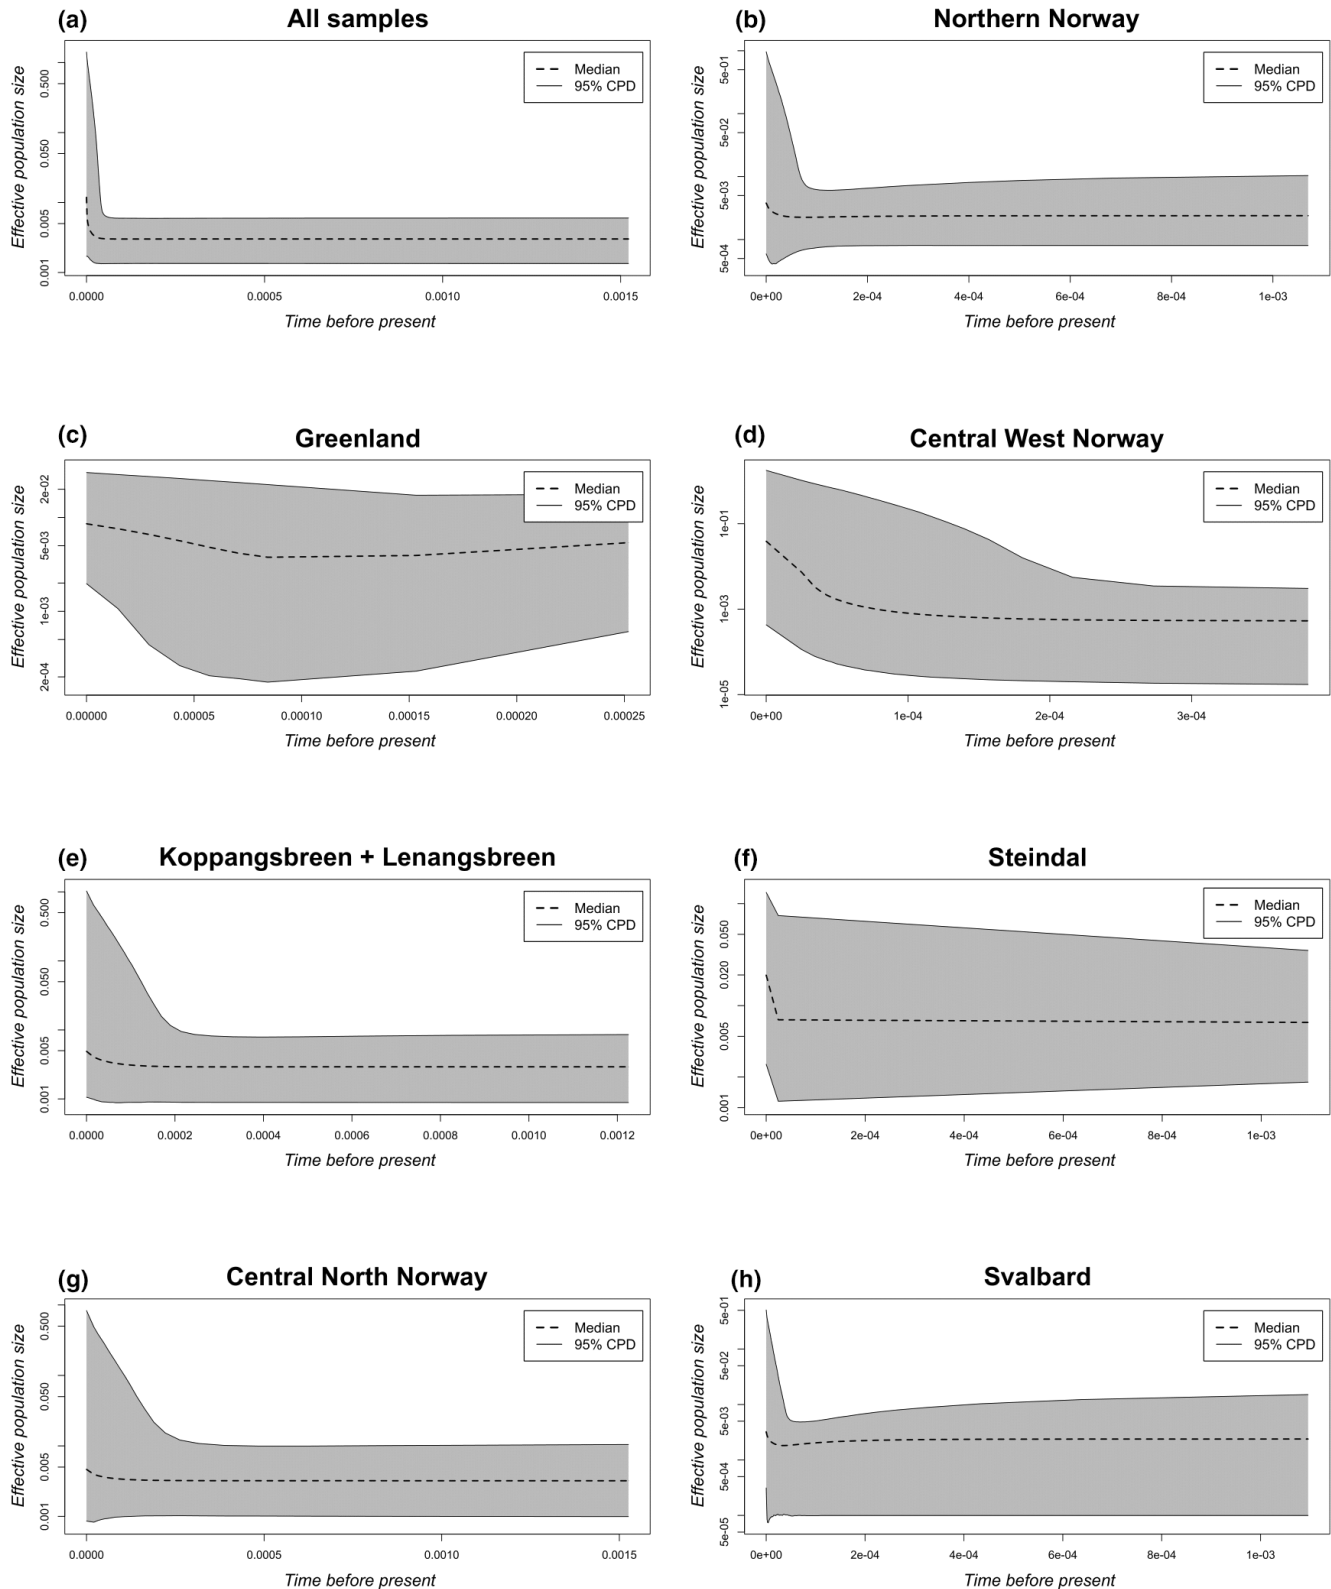 (a) All samples
Effective population size
0.500
0.050
0.005
0.001
Median
95% CPD
0.0000 0.0005 0.0010 0.0015
Time before present
(b) Northern Norway
Effective population size
5e-01
5e-02
5e-03
5e-04
Median
95% CPD
0e+00 2e-04 4e-04 6e-04 8e-04 1e-03
Time before present
(c) Greenland
Effective population size
2e-02
5e-03
1e-03
2e-04
Median
95% CPD
0.00000 0.00005 0.00010 0.00015 0.00020 0.00025
Time before present
(d) Central West Norway
Effective population size
1e-01
1e-03
1e-05
Median
95% CPD
0e+00 1e-04 2e-04 3e-04
Time before present
(e) Koppangsbreen + Lenangsbreen
Effective population size
0.500
0.050
0.005
0.001
Median
95% CPD
0.0000 0.0002 0.0004 0.0006 0.0008 0.0010 0.0012
Time before present
(f) Steindal
Effective population size
0.050
0.020
0.005
0.001
Median
95% CPD
0e+00 2e-04 4e-04 6e-04 8e-04 1e-03
Time before present
(g) Central North Norway
Effective population size
0.500
0.050
0.005
0.001
Median
95% CPD
0.0000 0.0005 0.0010 0.0015
Time before present
(h) Svalbard
Effective population size
5e-01
5e-02
5e-03
5e-04
5e-05
Median
95% CPD
0e+00 2e-04 4e-04 6e-04 8e-04 1e-03
Time before present